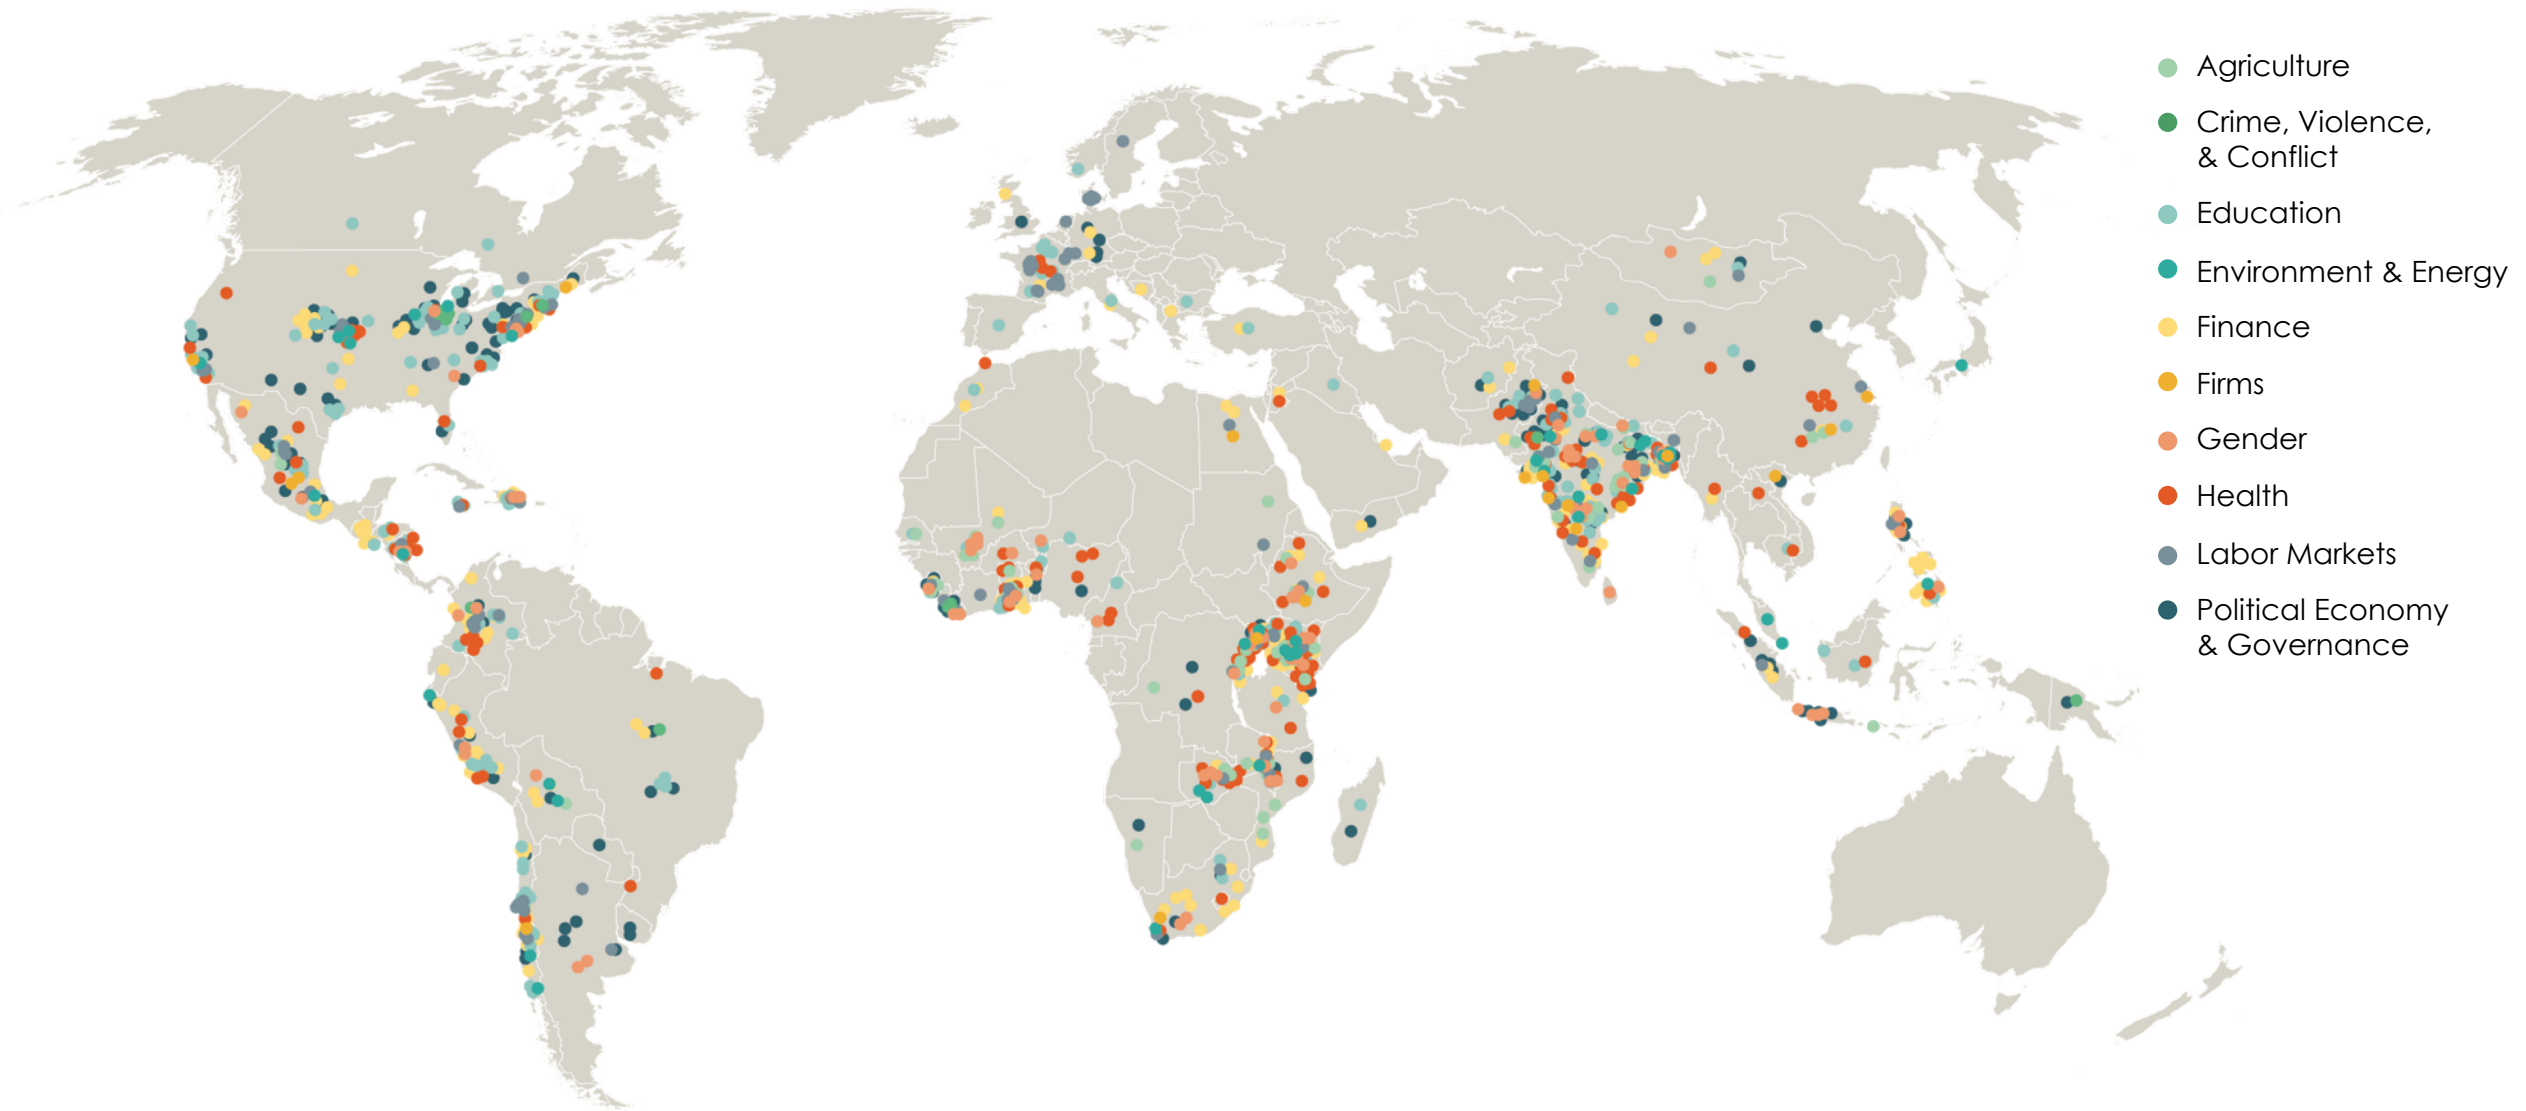 Agriculture
Crime, Violence,
& Conflict
Education
Environment & Energy
Finance
Firms
Gender
Health
Labor Markets
Political Economy
& Governance